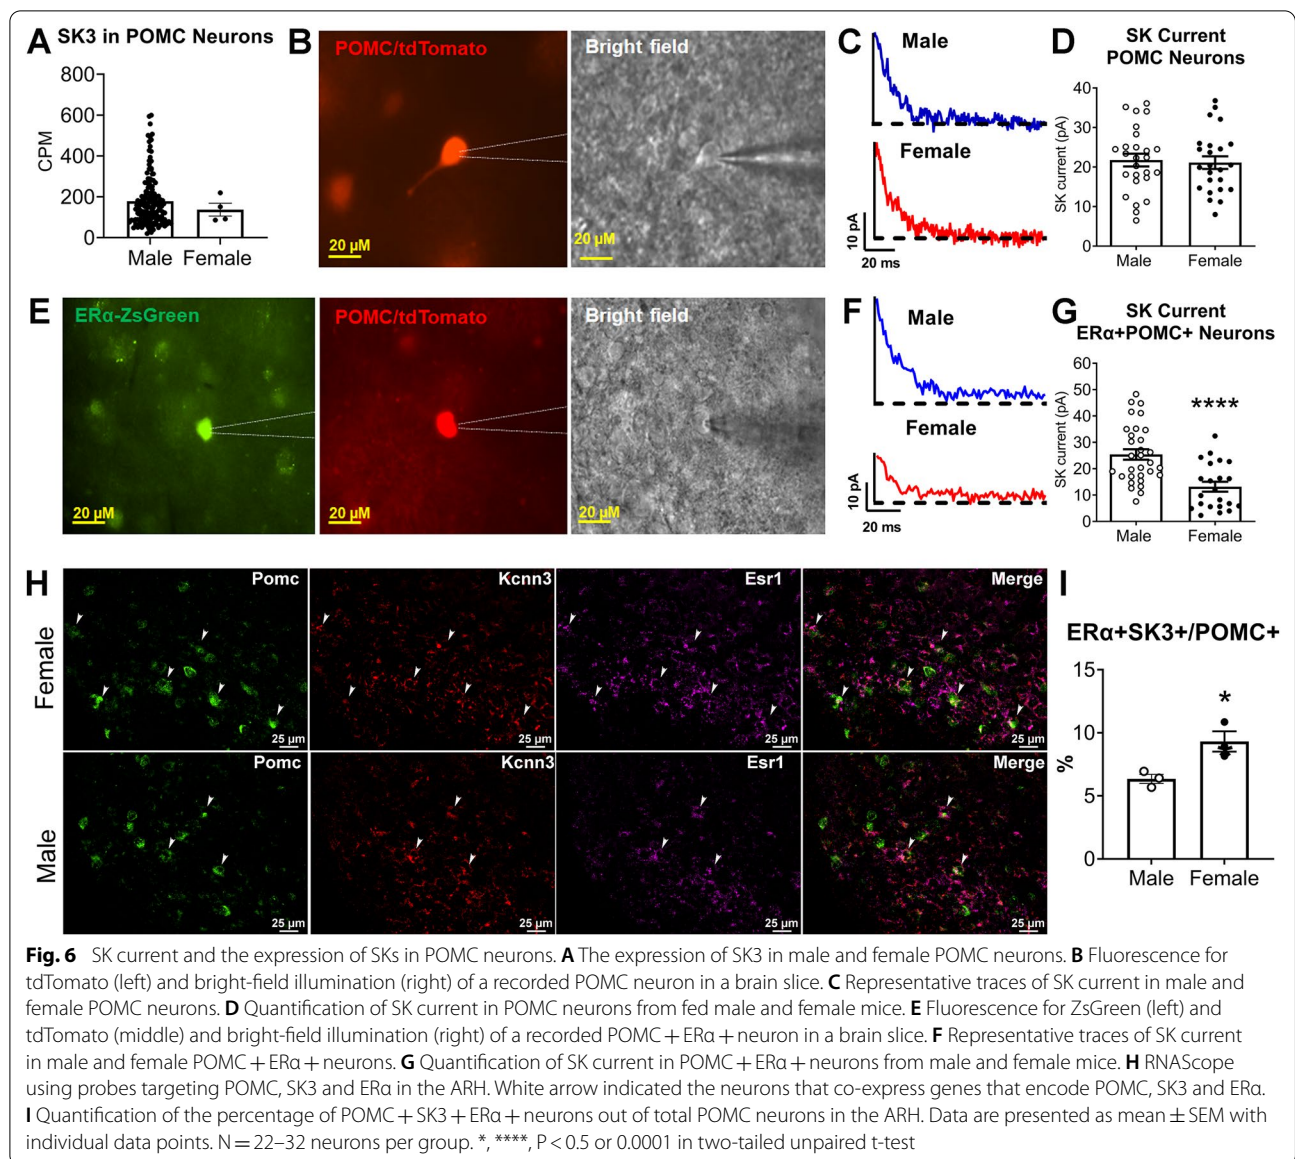 A SK3 in POMC Neurons
800
600
400
200
0
CPM
Male Female
B
POMC/tdTomato
20 µM
Bright field
20 µM
C
Male
Female
10 pA
20 ms
D
SK Current
POMC Neurons
40
30
20
10
0
SK current (pA)
Male Female
E
ERα-ZsGreen
20 µM
POMC/tdTomato
20 µM
Bright field
20 µM
F
Male
Female
10 pA
20 ms
G
SK Current
ERα+POMC+ Neurons
60
50
40
30
20
10
0
SK current (pA)
****
Male Female
H
Female
Pomc
25 µm
Kcnn3
25 µm
Esr1
25 µm
Merge
25 µm
Male
Pomc
25 µm
Kcnn3
25 µm
Esr1
25 µm
Merge
25 µm
I
ERα+SK3+/POMC+
15
10
5
0
%
*
Male Female
Fig. 6 SK current and the expression of SKs in POMC neurons. A The expression of SK3 in male and female POMC neurons. B Fluorescence for
tdTomato (left) and bright-field illumination (right) of a recorded POMC neuron in a brain slice. C Representative traces of SK current in male and
female POMC neurons. D Quantification of SK current in POMC neurons from fed male and female mice. E Fluorescence for ZsGreen (left) and
tdTomato (middle) and bright-field illumination (right) of a recorded POMC + ERα + neuron in a brain slice. F Representative traces of SK current
in male and female POMC + ERα + neurons. G Quantification of SK current in POMC + ERα + neurons from male and female mice. H RNAScope
using probes targeting POMC, SK3 and ERα in the ARH. White arrow indicated the neurons that co-express genes that encode POMC, SK3 and ERα.
I Quantification of the percentage of POMC + SK3 + ERα + neurons out of total POMC neurons in the ARH. Data are presented as mean ± SEM with
individual data points. N = 22–32 neurons per group. *, ****, P < 0.5 or 0.0001 in two-tailed unpaired t-test